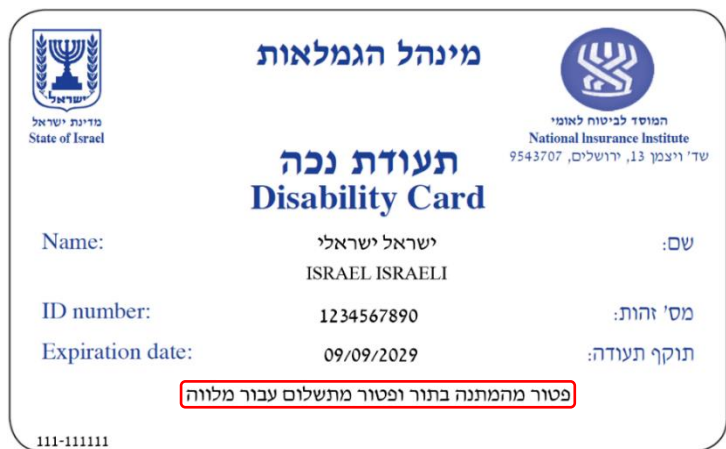 מינהל הגמלאות
ישראל
מדינת ישראל
State of Israel
המוסד לביטוח לאומי
National Insurance Institute
שד' ויצמן 13, ירושלים, 9543707
תעודת נכה
Disability Card
Name: ישראל ישראלי שם:
ISRAEL ISRAELI
ID number: 1234567890 מס' זהות:
Expiration date: 09/09/2029 תוקף תעודה:
פטור מהמתנה בתור ופטור מתשלום עבור מלווה
111-111111